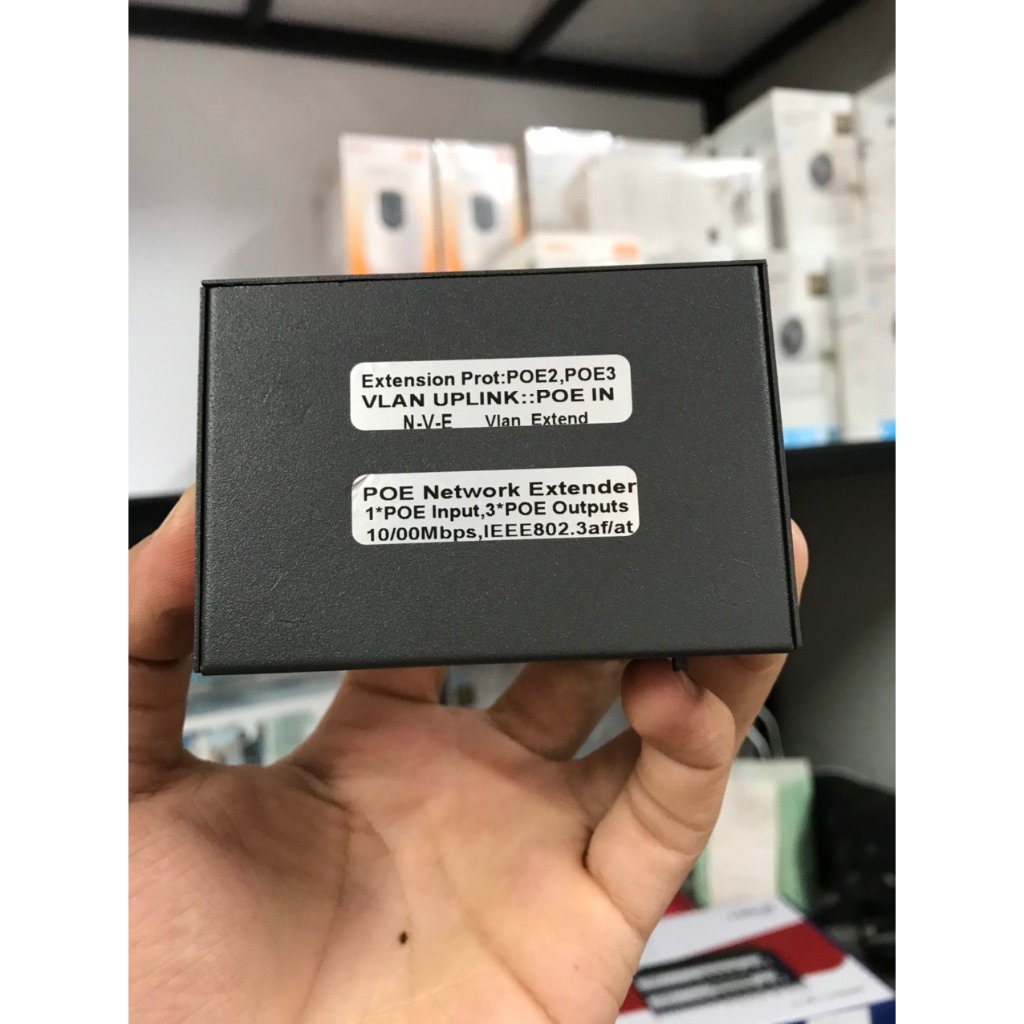 Extension Prot:POE2,POE3
VLAN UPLINK::POE IN
N-V-E Vlan Extend
POE Network Extender
1*POE Input,3*POE Outputs
10/00Mbps,IEEE802.3af/at